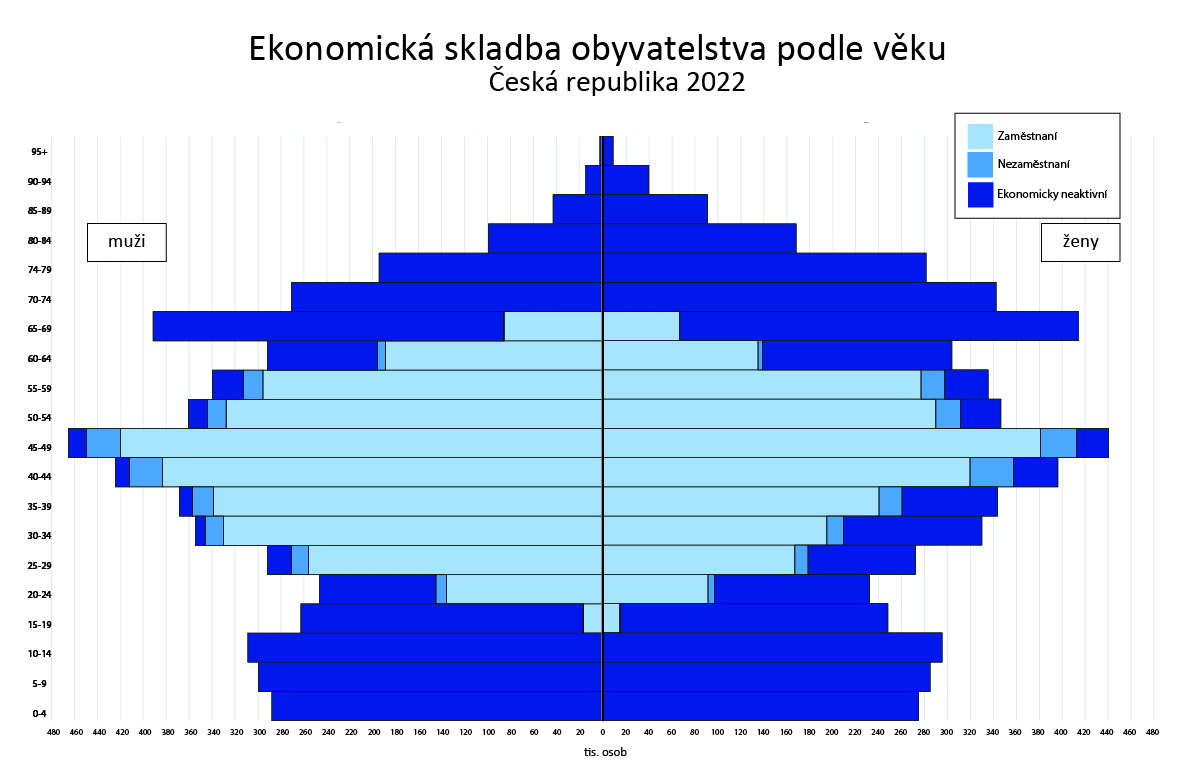 Ekonomická skladba obyvatelstva podle věku
Česká republika 2022
Zaměstnaní
Nezaměstnaní
Ekonomicky neaktivní
muži
ženy
95+
90-94
85-89
80-84
74-79
70-74
65-69
60-64
55-59
50-54
45-49
40-44
35-39
30-34
25-29
20-24
15-19
10-14
5-9
0-4
480 460 440 420 400 380 360 340 320 300 280 260 240 220 200 180 160 140 120 100 80 60 40 20 0 20 40 60 80 100 120 140 160 180 200 220 240 260 280 300 320 340 360 380 400 420 440 460 480
tis. osob